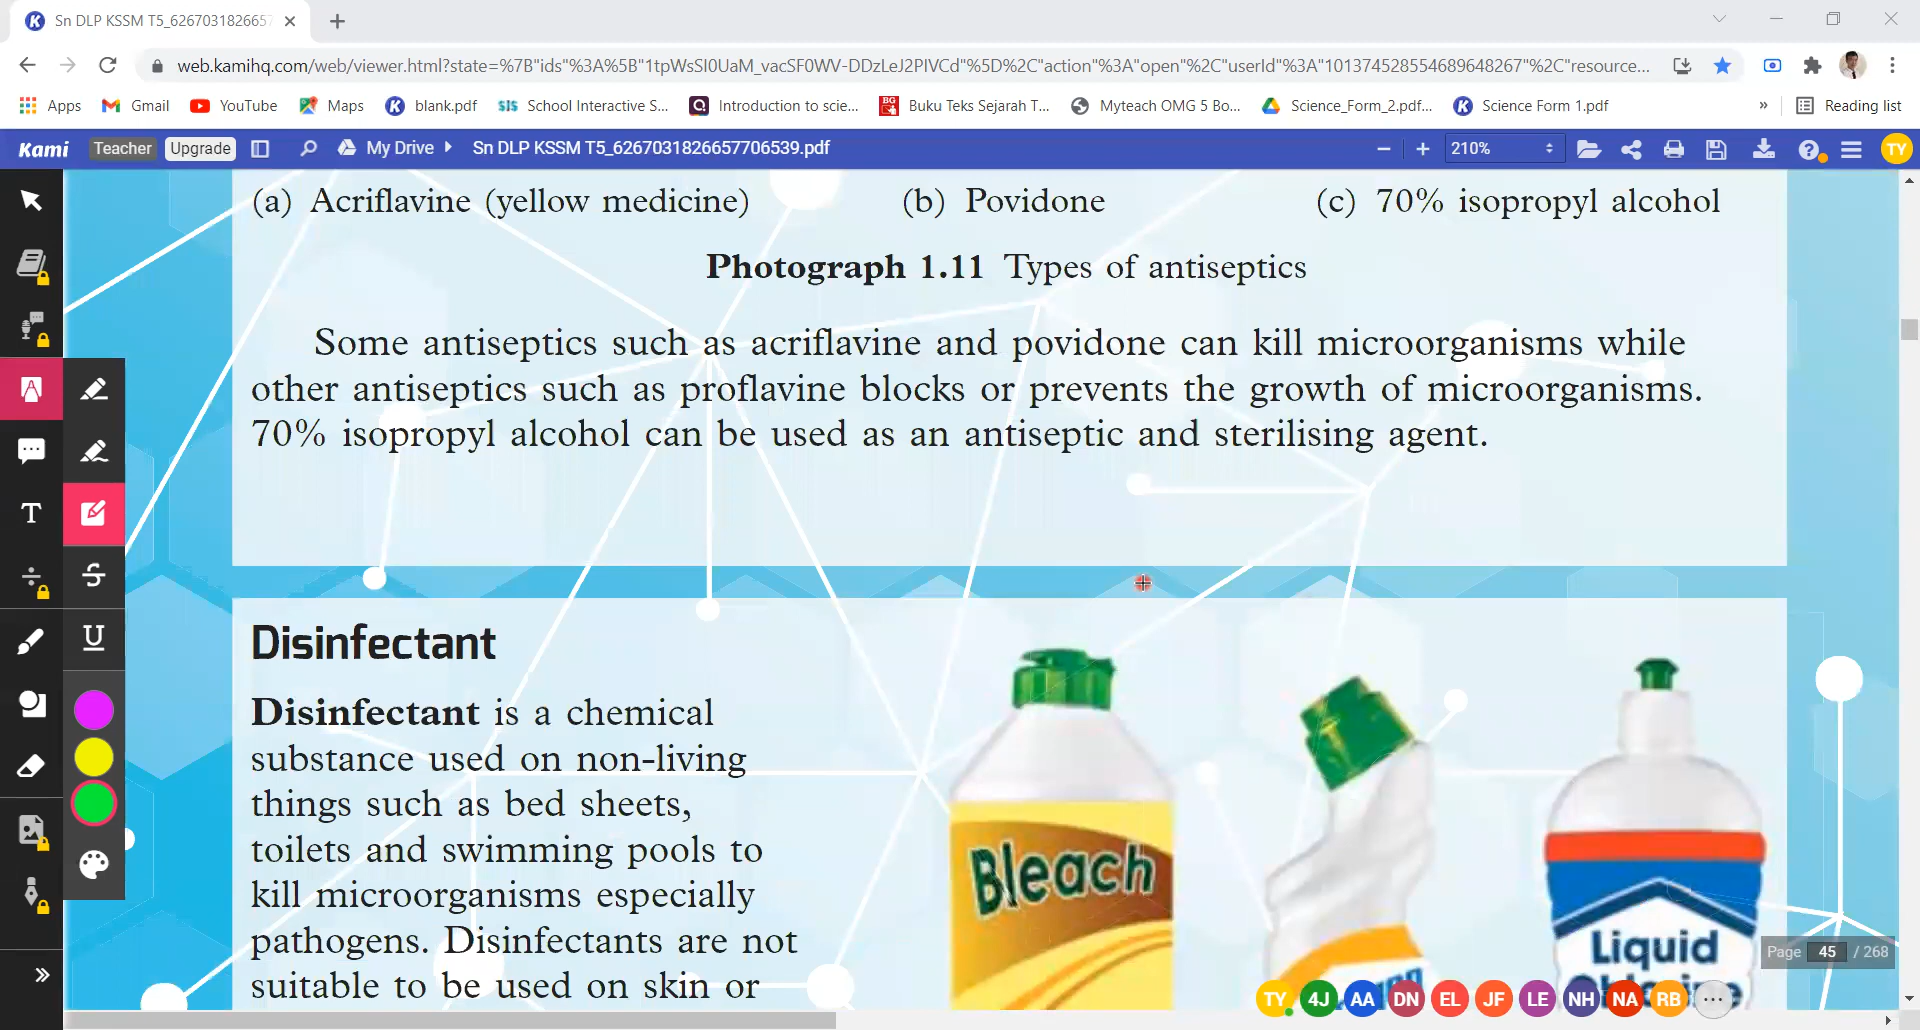 Sn DLP KSSM T5_6267031826657
web.kamihq.com/web/viewer.html?state=%7B"ids"%3A%5B"1tpWsSI0UaM_vacSF0WV-DDzLeJ2PIVCd"%5D%2C"action"%3A"open"%2C"userId"%3A"101374528554689648267"%2C"resource...
Apps Gmail YouTube Maps blank.pdf SIS School Interactive S... Introduction to scie... BG Buku Teks Sejarah T... Myteach OMG 5 Bo... Science_Form_2.pdf... Science Form 1.pdf » Reading list
Kami Teacher Upgrade My Drive Sn DLP KSSM T5_6267031826657706539.pdf 210% TY
(a) Acriflavine (yellow medicine) (b) Povidone (c) 70% isopropyl alcohol
Photograph 1.11 Types of antiseptics
Some antiseptics such as acriflavine and povidone can kill microorganisms while
other antiseptics such as proflavine blocks or prevents the growth of microorganisms.
70% isopropyl alcohol can be used as an antiseptic and sterilising agent.
Disinfectant
Disinfectant is a chemical
substance used on non-living
things such as bed sheets,
toilets and swimming pools to
kill microorganisms especially
pathogens. Disinfectants are not
suitable to be used on skin or
Bleach
Liquid
Page 45 / 268
TY 4J AA DN EL JF LE NH NA RB ...